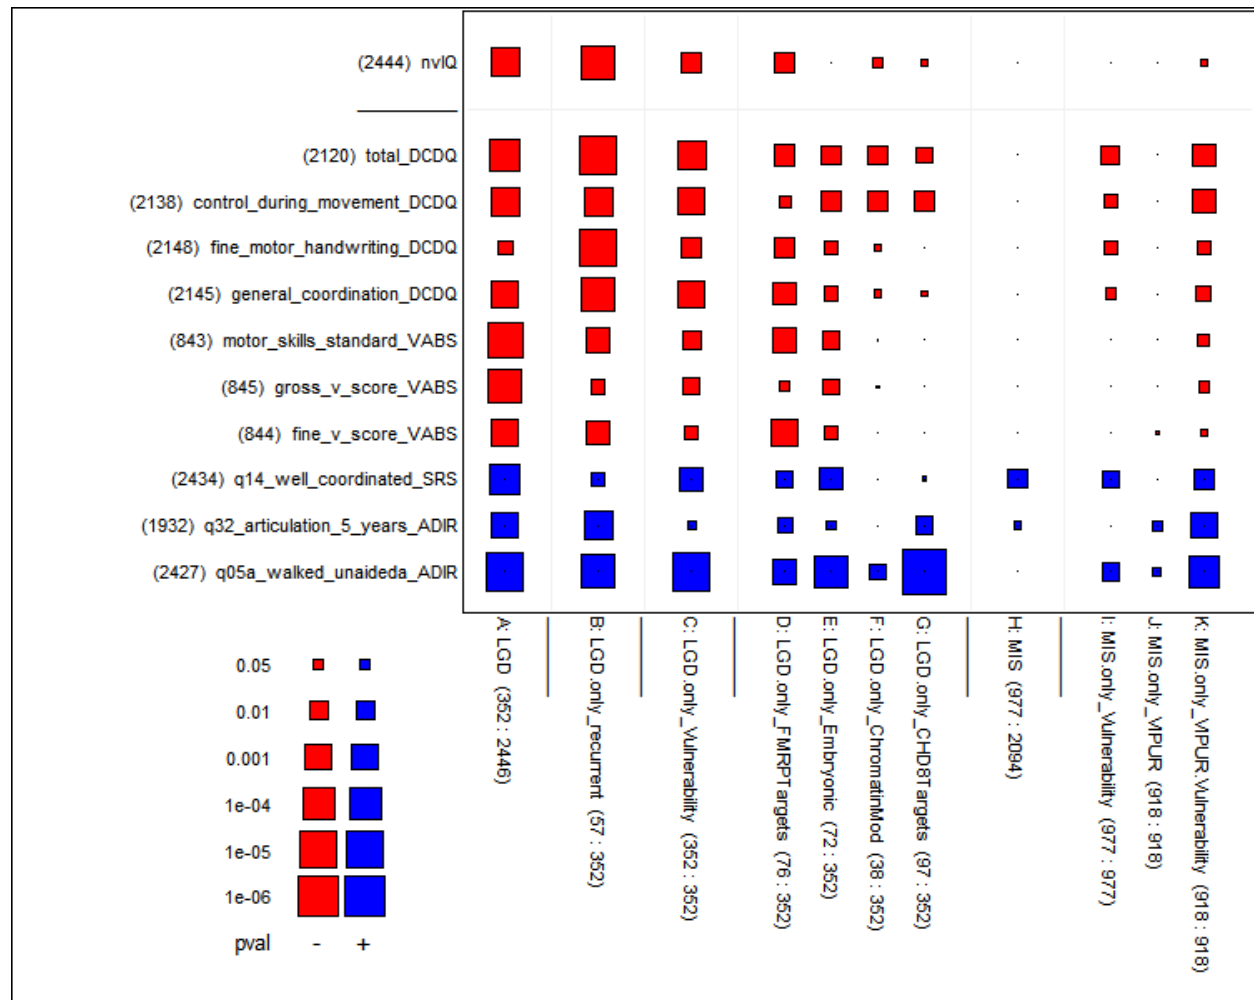 (2444) nvIQ
(2120) total_DCDQ
(2138) control_during_movement_DCDQ
(2148) fine_motor_handwriting_DCDQ
(2145) general_coordination_DCDQ
(843) motor_skills_standard_VABS
(845) gross_v_score_VABS
(844) fine_v_score_VABS
(2434) q14_well_coordinated_SRS
(1932) q32_articulation_5_years_ADIR
(2427) q05a_walked_unaideda_ADIR
A: LGD (352 : 2446)
B: LGD.only_recurrent (57 : 352)
C: LGD.only_Vulnerability (352 : 352)
D: LGD.only_FMRPTargets (76 : 352)
E: LGD.only_Embryonic (72 : 352)
F: LGD.only_ChromatinMod (38 : 352)
G: LGD.only_CHD8Targets (97 : 352)
H: MIS (977 : 2094)
I: MIS.only_Vulnerability (977 : 977)
J: MIS.only_VIPUR (918 : 918)
K: MIS.only_VIPUR.Vulnerability (918 : 918)
0.05
0.01
0.001
1e-04
1e-05
1e-06
pval - +